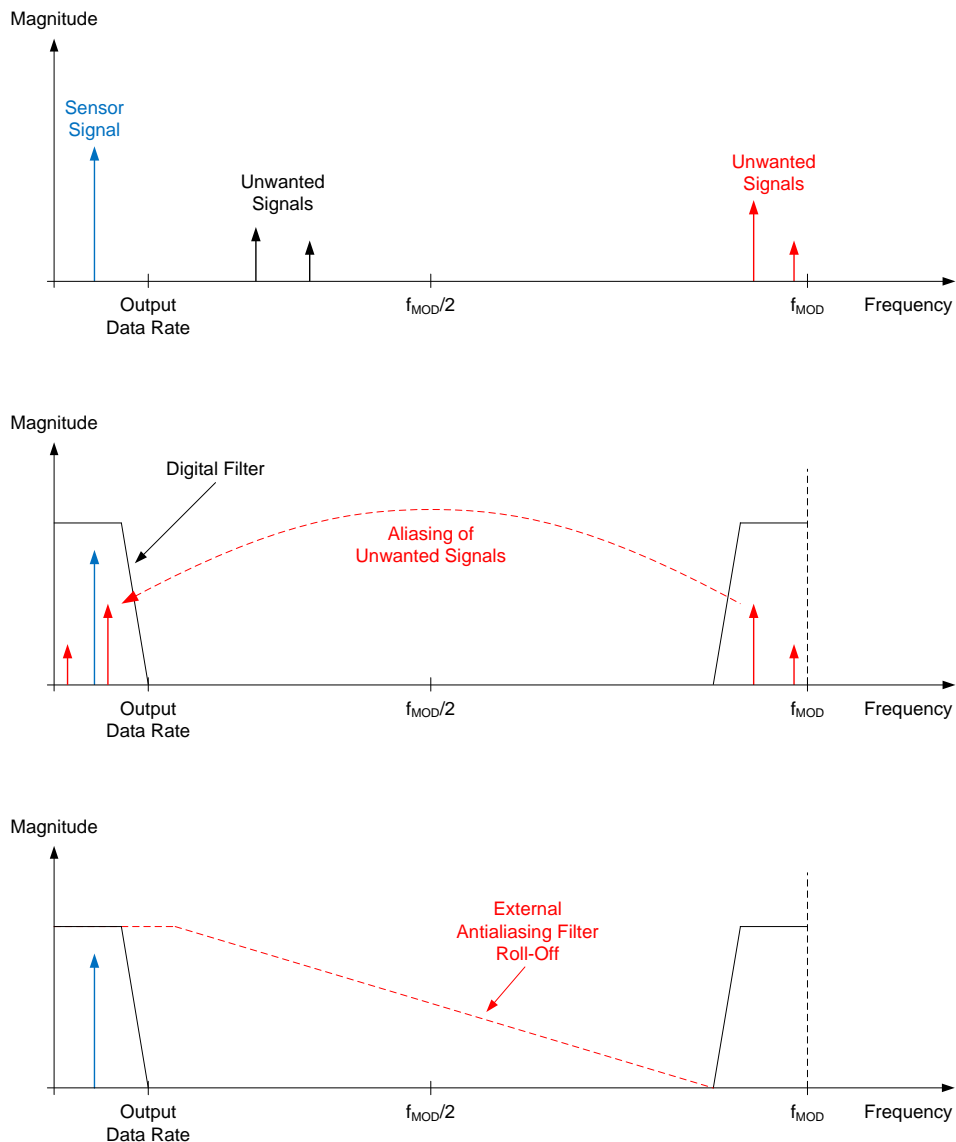 Magnitude
Sensor
Signal
Unwanted
Signals
Unwanted
Signals
Output
Data Rate
fMOD/2
fMOD
Frequency
Magnitude
Digital Filter
Aliasing of
Unwanted Signals
Output
Data Rate
fMOD/2
fMOD
Frequency
Magnitude
External
Antialiasing Filter
Roll-Off
Output
Data Rate
fMOD/2
fMOD
Frequency